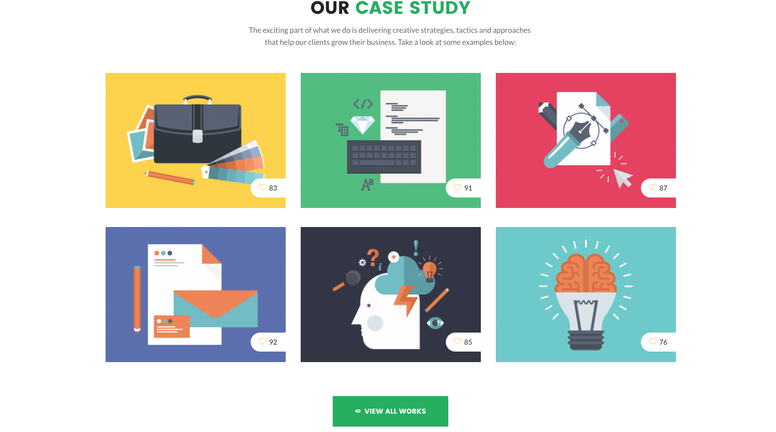 OUR CASE STUDY
The exciting part of what we do is delivering creative strategies, tactics and approaches
that help our clients grow their business. Take a look at some examples below:
</>
T
Aa
83
91
87
?
!
92
85
76
VIEW ALL WORKS